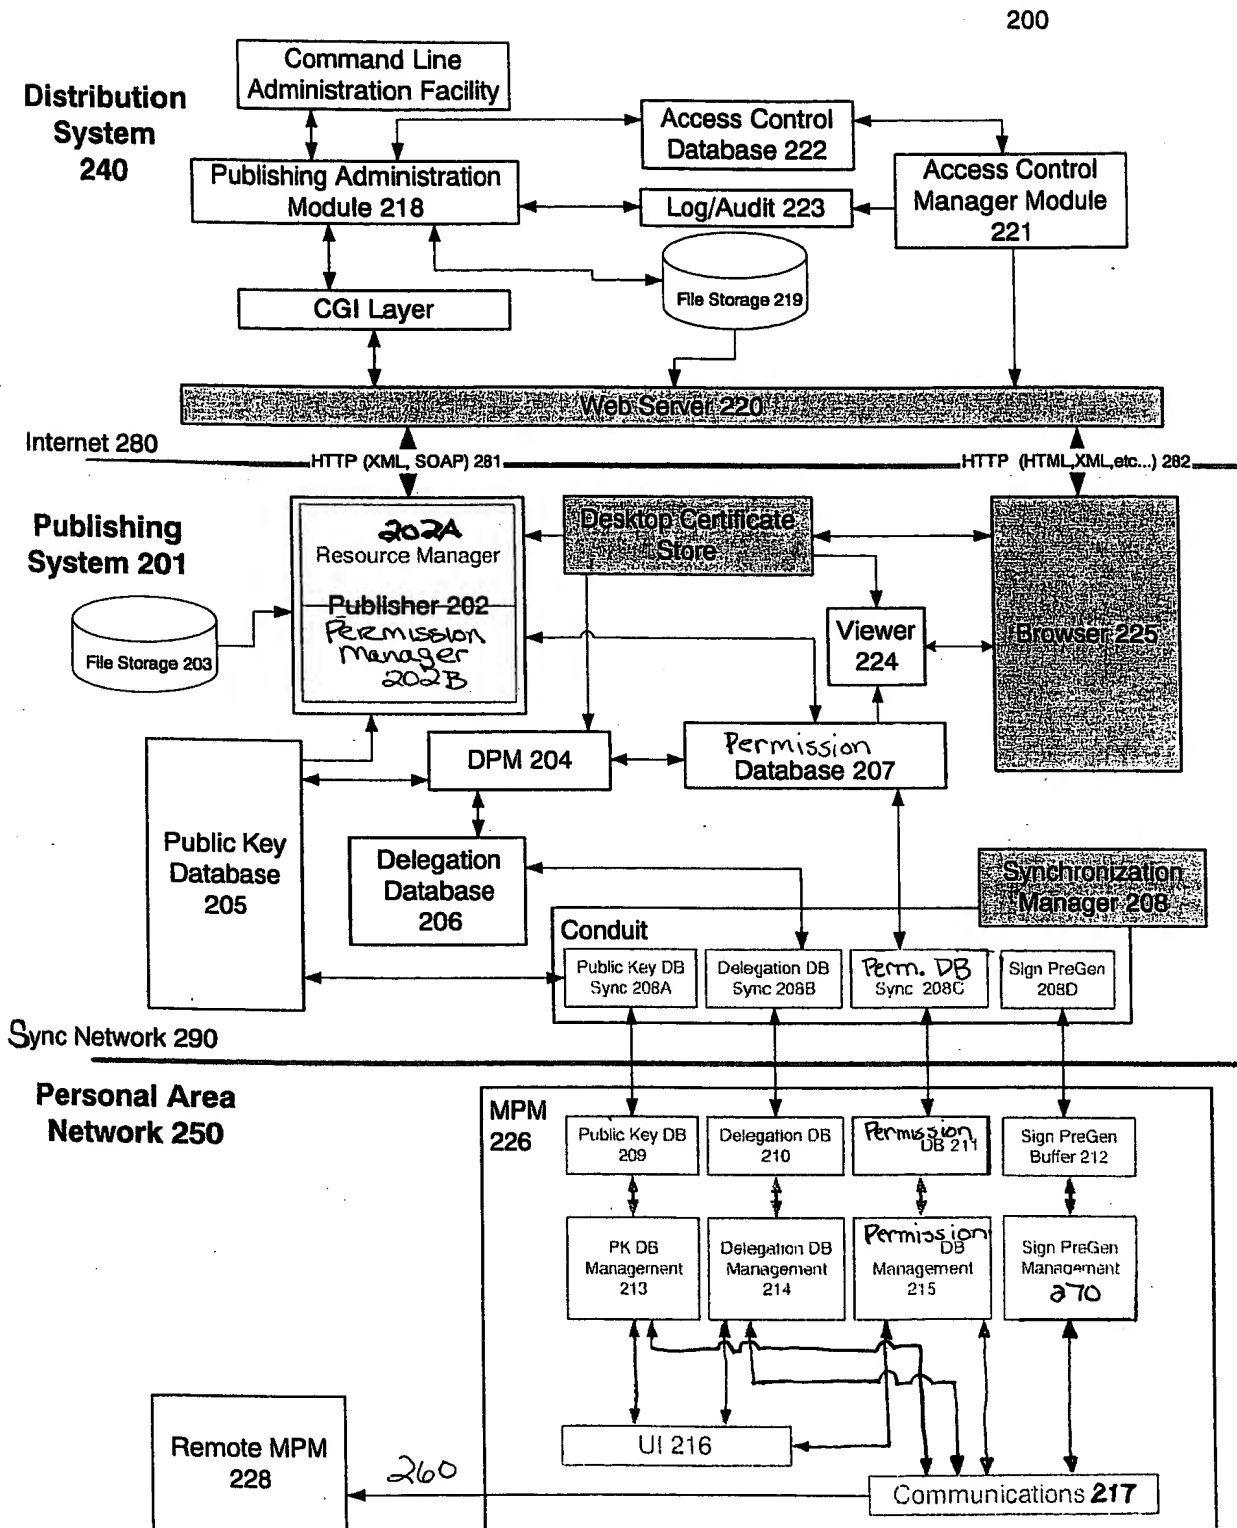 200
Distribution
System
240
Command Line
Administration Facility
Access Control
Database 222
Publishing Administration
Module 218
Log/Audit 223
Access Control
Manager Module
221
File Storage 219
CGI Layer
Web Server 220
Internet 280
HTTP (XML, SOAP) 281
HTTP (HTML,XML,etc...) 282
Publishing
System 201
202A
Resource Manager
Publisher 202
Permission
Manager
202B
Desktop Certificate
Store
File Storage 203
Viewer
224
Browser 225
DPM 204
Permission
Database 207
Public Key
Database
205
Delegation
Database
206
Synchronization
Manager 208
Conduit
Public Key DB
Sync 208A
Delegation DB
Sync 208B
Perm. DB
Sync 208C
Sign PreGen
208D
Sync Network 290
Personal Area
Network 250
MPM
226
Public Key DB
209
Delegation DB
210
Permission
DB 211
Sign PreGen
Buffer 212
PK DB
Management
213
Delegation DB
Management
214
Permission
DB
Management
215
Sign PreGen
Management
270
UI 216
Remote MPM
228
260
Communications 217